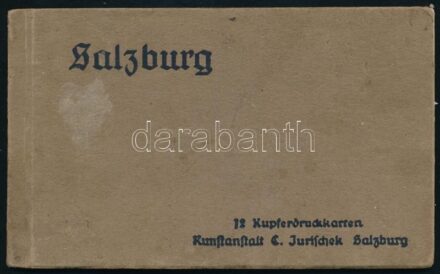 Salzburg
darabanth
12 Kupferdruckkarten
Kunstanstalt C. Jurischek Salzburg